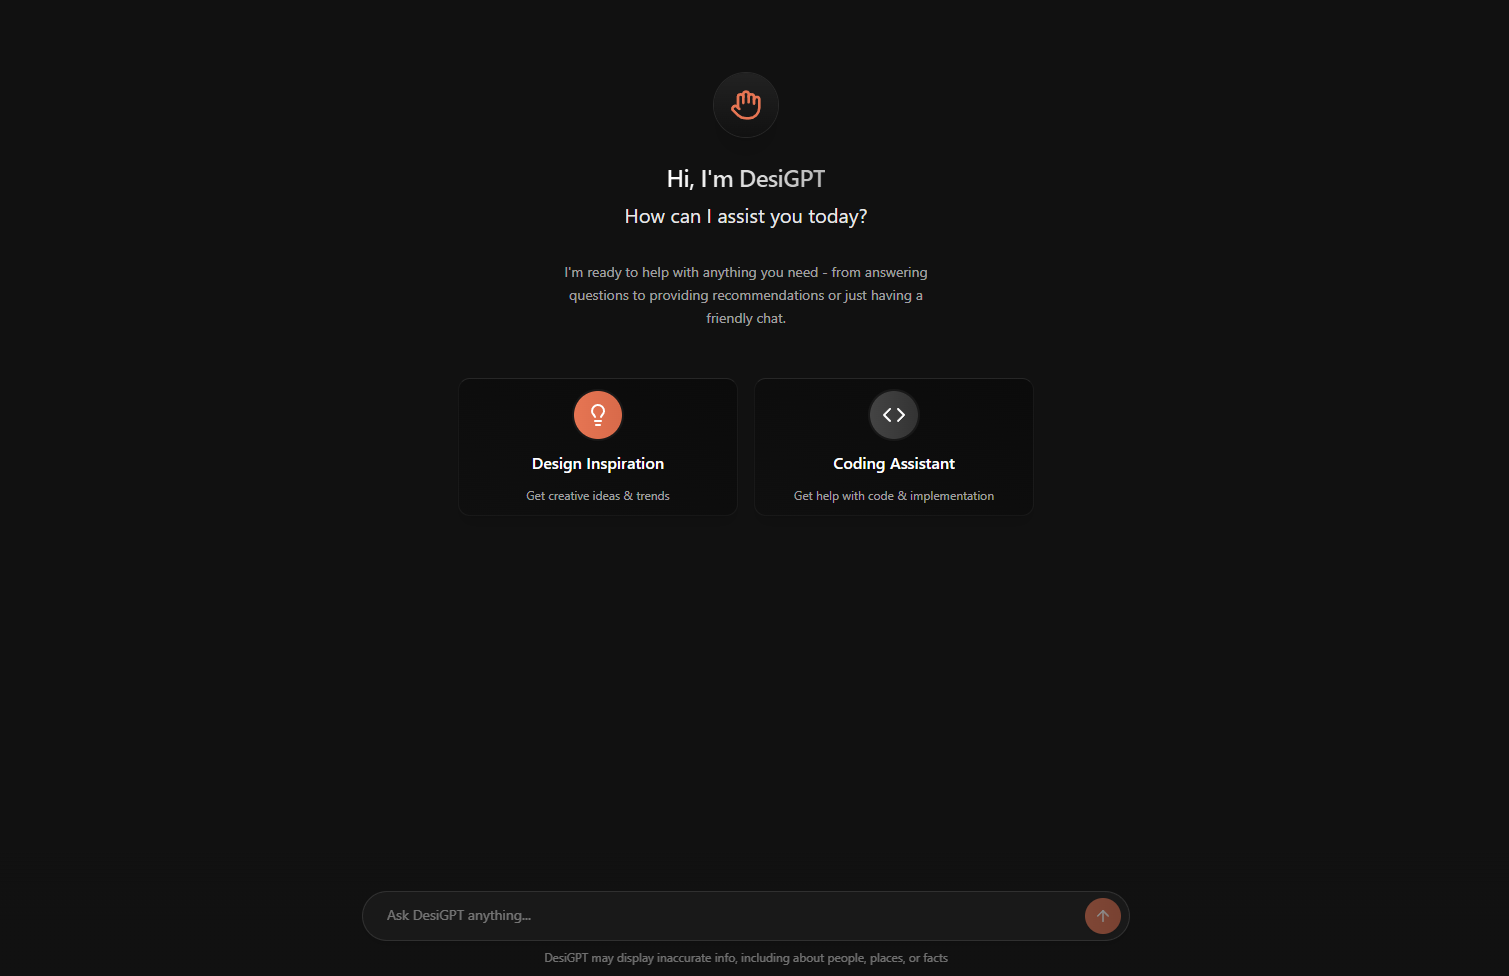 Hi, I'm DesiGPT
How can I assist you today?
I'm ready to help with anything you need - from answering
questions to providing recommendations or just having a
friendly chat.
Design Inspiration
Get creative ideas & trends
Coding Assistant
Get help with code & implementation
Ask DesiGPT anything...
DesiGPT may display inaccurate info, including about people, places, or facts